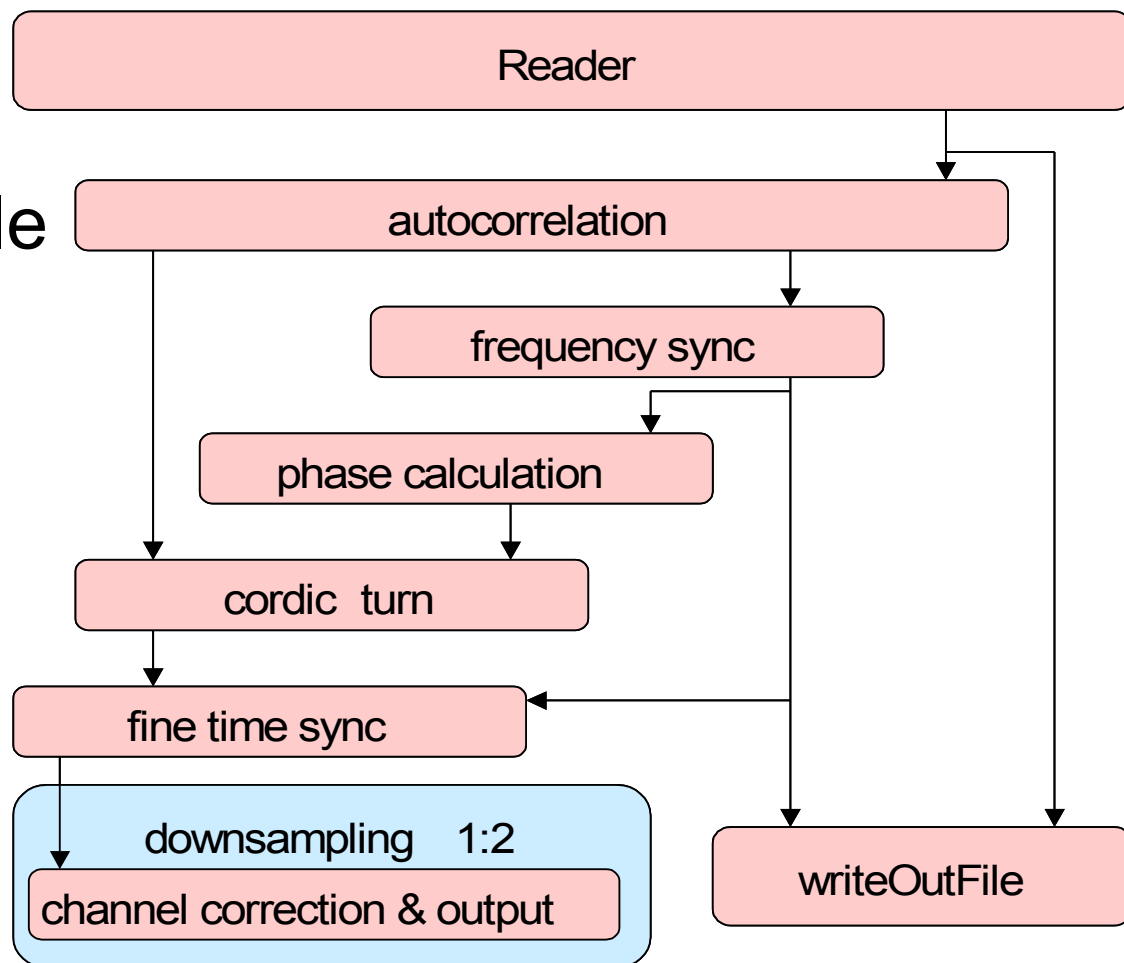 Reader
autocorrelation
frequency sync
phase calculation
cordic turn
fine time sync
downsampling 1:2
channel correction & output
writeOutFile